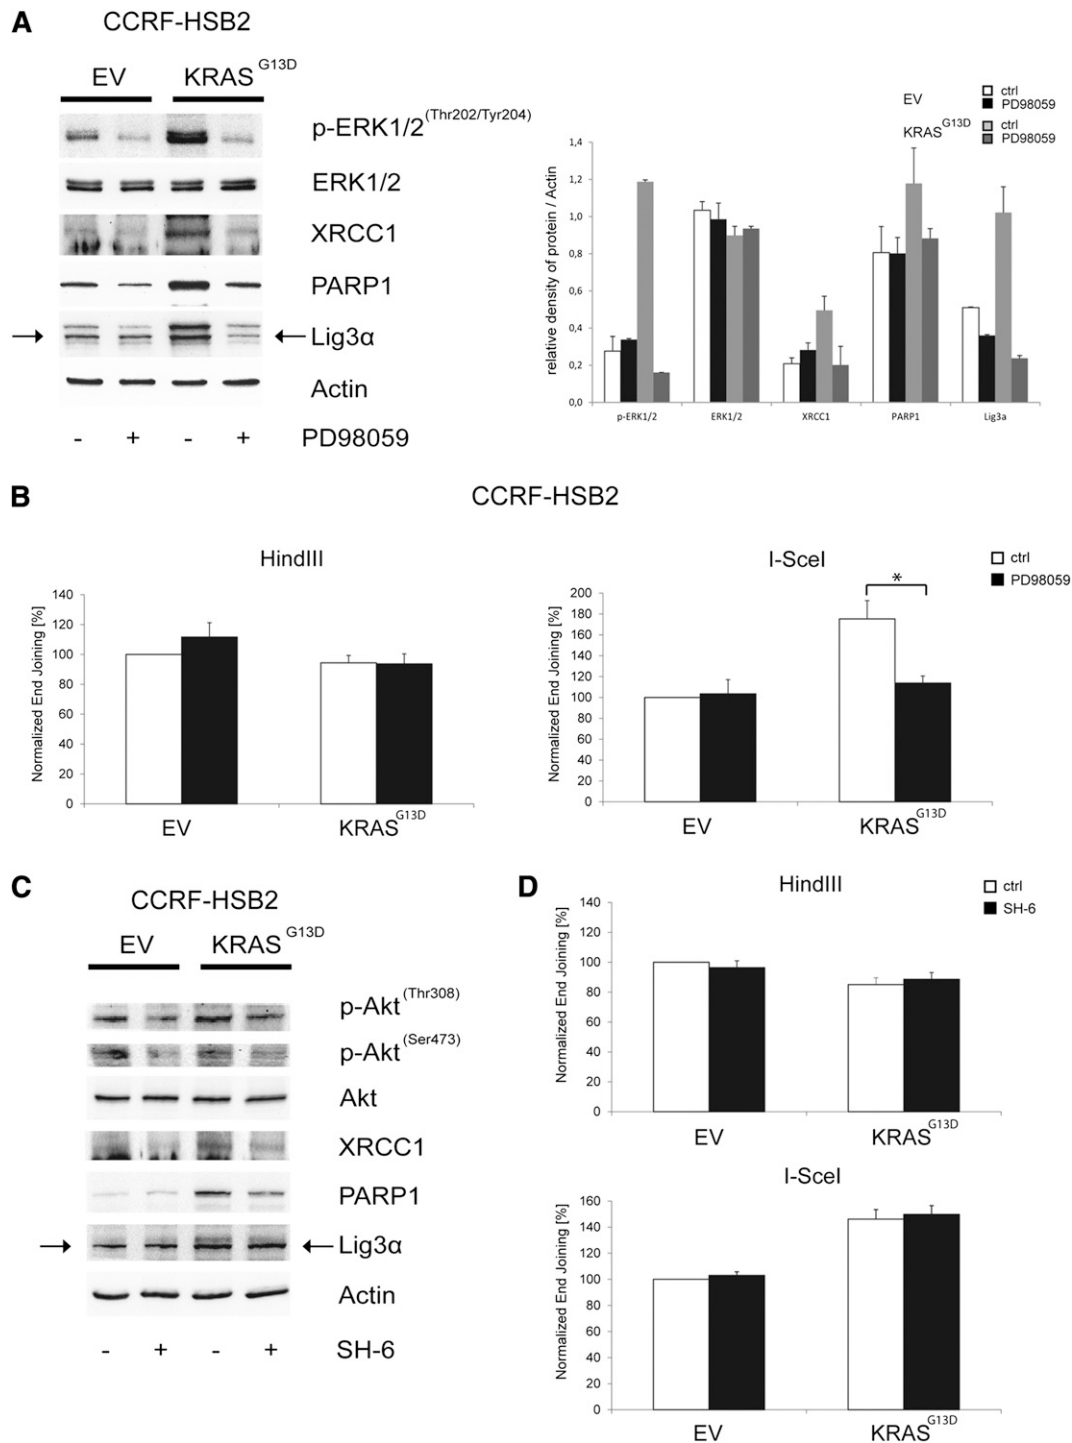 A
CCRF-HSB2
EV KRAS G13D
p-ERK1/2 (Thr202/Tyr204)
ERK1/2
XRCC1
PARP1
Lig3α
Actin
- + - + PD98059
EV
ctrl
PD98059
KRAS G13D
ctrl
PD98059
relative density of protein / Actin
1,4
1,2
1,0
0,8
0,6
0,4
0,2
0,0
p-ERK1/2 ERK1/2 XRCC1 PARP1 Lig3a
B
CCRF-HSB2
HindIII
Normalized End Joining [%]
140
120
100
80
60
40
20
0
EV KRAS G13D
I-SceI
ctrl
PD98059
*
Normalized End Joining [%]
200
180
160
140
120
100
80
60
40
20
0
EV KRAS G13D
C
CCRF-HSB2
EV KRAS G13D
p-Akt (Thr308)
p-Akt (Ser473)
Akt
XRCC1
PARP1
Lig3α
Actin
- + - + SH-6
D
HindIII
ctrl
SH-6
Normalized End Joining [%]
140
120
100
80
60
40
20
0
EV KRAS G13D
I-SceI
Normalized End Joining [%]
160
140
120
100
80
60
40
20
0
EV KRAS G13D